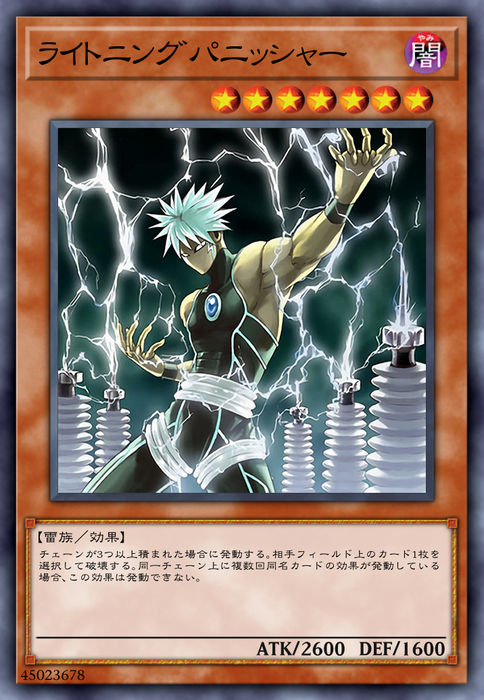 ライトニングパニッシャー
やみ
闇
【雷族／効果】
チェーンが3つ以上積まれた場合に発動する。相手フィールド上のカード1枚を
選択して破壊する。同一チェーン上に複数回同名カードの効果が発動している
場合、この効果は発動できない。
ATK/2600 DEF/1600
45023678